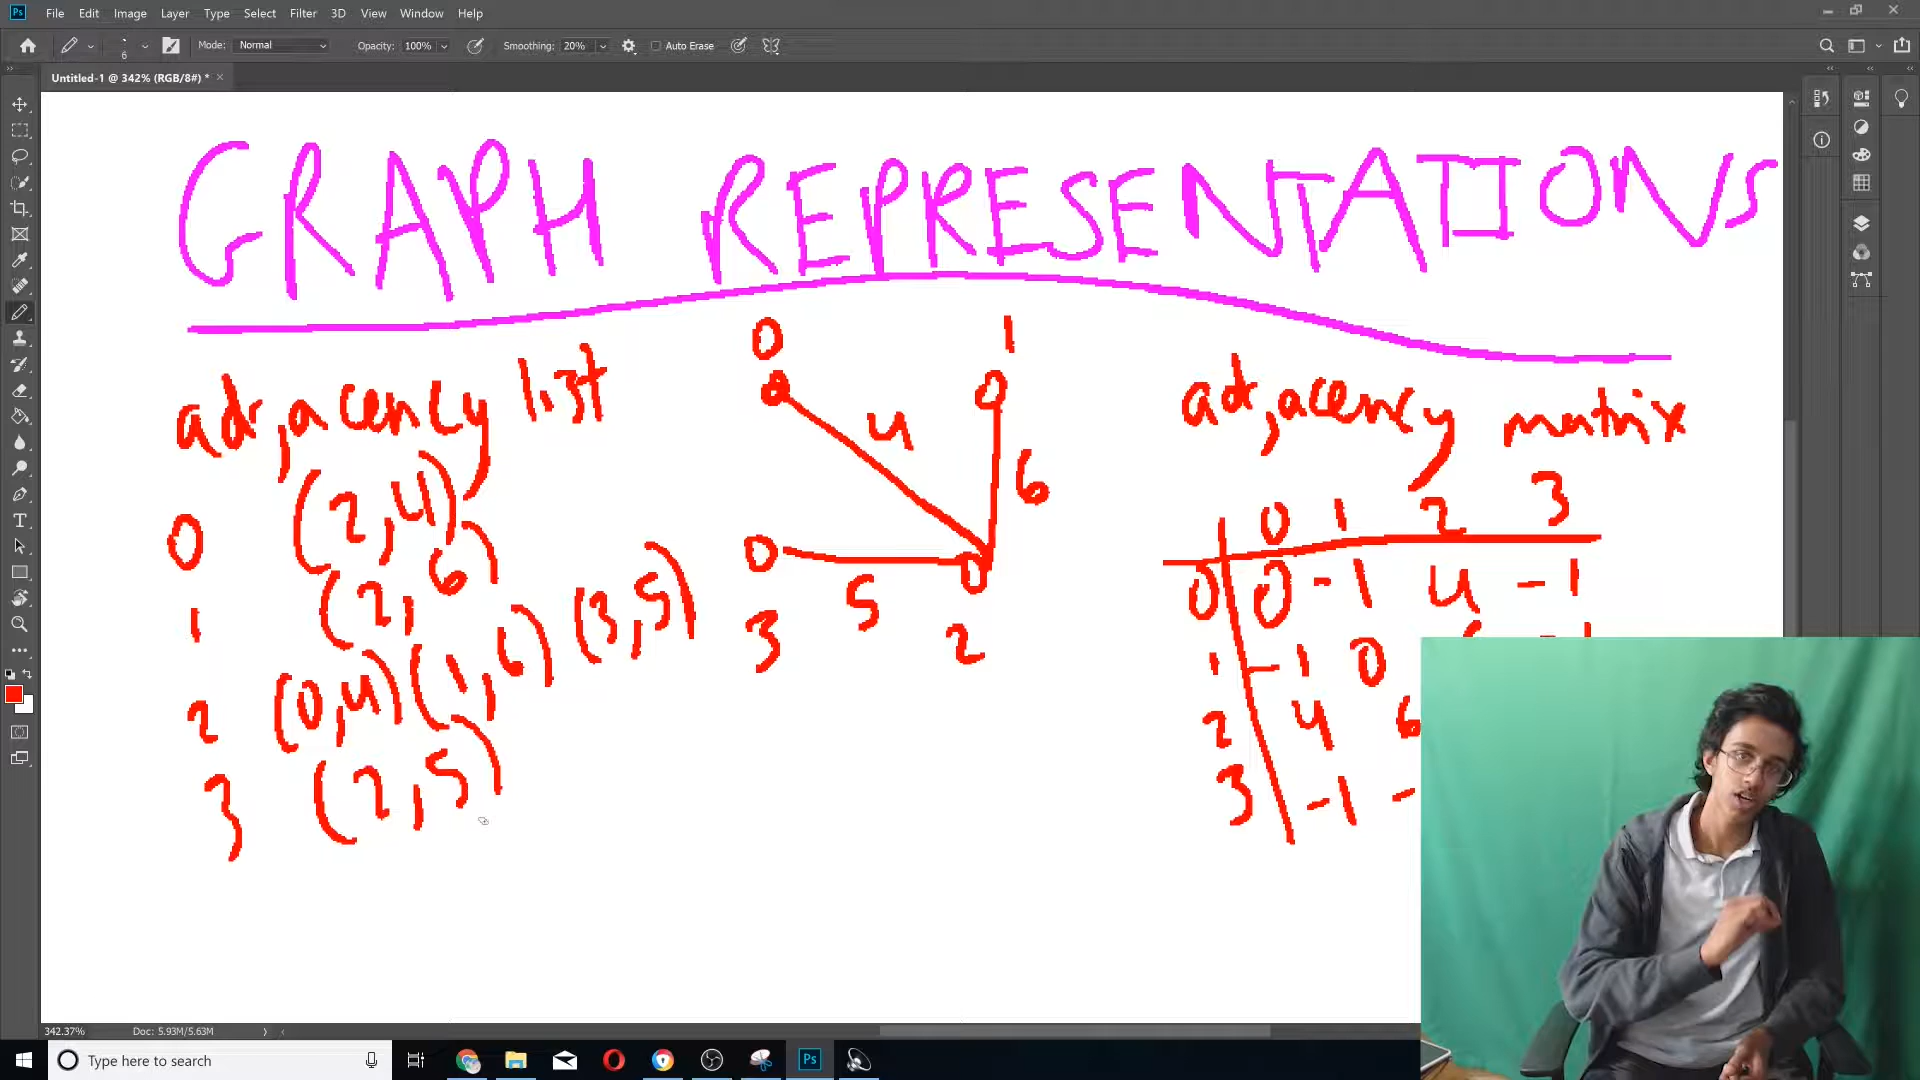 Ps File Edit Image Layer Type Select Filter 3D View Window Help
6 Mode: Normal Opacity: 100% Smoothing: 20% Auto Erase
Untitled-1 @ 342% (RGB/8#) * ×
GRAPH REPRESENTATIONS
adjacency list
0 (2,4)
1 (2,6)
2 (0,4) (1,6) (3,5)
3 (2,5)
0 1
4
6
5
3 2
adjacency matrix
0 1 2 3
0 0 -1 4 -1
1 -1 0 -1
2 4 6
3 -1 -
342.37% Doc: 5.93M/5.63M
Type here to search
Ps